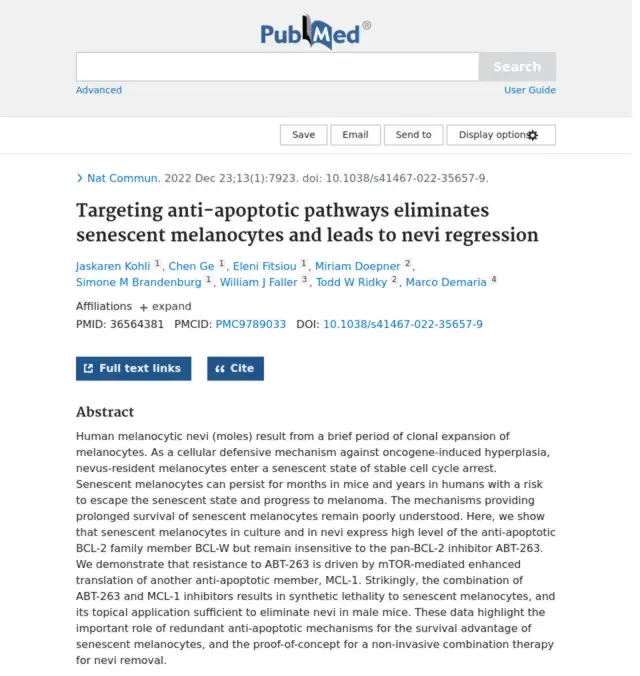 PubMed®
Search
Advanced
User Guide
Save
Email
Send to
Display options
Nat Commun. 2022 Dec 23;13(1):7923. doi: 10.1038/s41467-022-35657-9.
Targeting anti-apoptotic pathways eliminates
senescent melanocytes and leads to nevi regression
Jaskaren Kohli 1, Chen Ge 1, Eleni Fitsiou 1, Miriam Doepner 2,
Simone M Brandenburg 1, William J Faller 3, Todd W Ridky 2, Marco Demaria 4
Affiliations + expand
PMID: 36564381 PMCID: PMC9789033 DOI: 10.1038/s41467-022-35657-9
Full text links
Cite
Abstract
Human melanocytic nevi (moles) result from a brief period of clonal expansion of
melanocytes. As a cellular defensive mechanism against oncogene-induced hyperplasia,
nevus-resident melanocytes enter a senescent state of stable cell cycle arrest.
Senescent melanocytes can persist for months in mice and years in humans with a risk
to escape the senescent state and progress to melanoma. The mechanisms providing
prolonged survival of senescent melanocytes remain poorly understood. Here, we show
that senescent melanocytes in culture and in nevi express high level of the anti-apoptotic
BCL-2 family member BCL-W but remain insensitive to the pan-BCL-2 inhibitor ABT-263.
We demonstrate that resistance to ABT-263 is driven by mTOR-mediated enhanced
translation of another anti-apoptotic member, MCL-1. Strikingly, the combination of
ABT-263 and MCL-1 inhibitors results in synthetic lethality to senescent melanocytes, and
its topical application sufficient to eliminate nevi in male mice. These data highlight the
important role of redundant anti-apoptotic mechanisms for the survival advantage of
senescent melanocytes, and the proof-of-concept for a non-invasive combination therapy
for nevi removal.